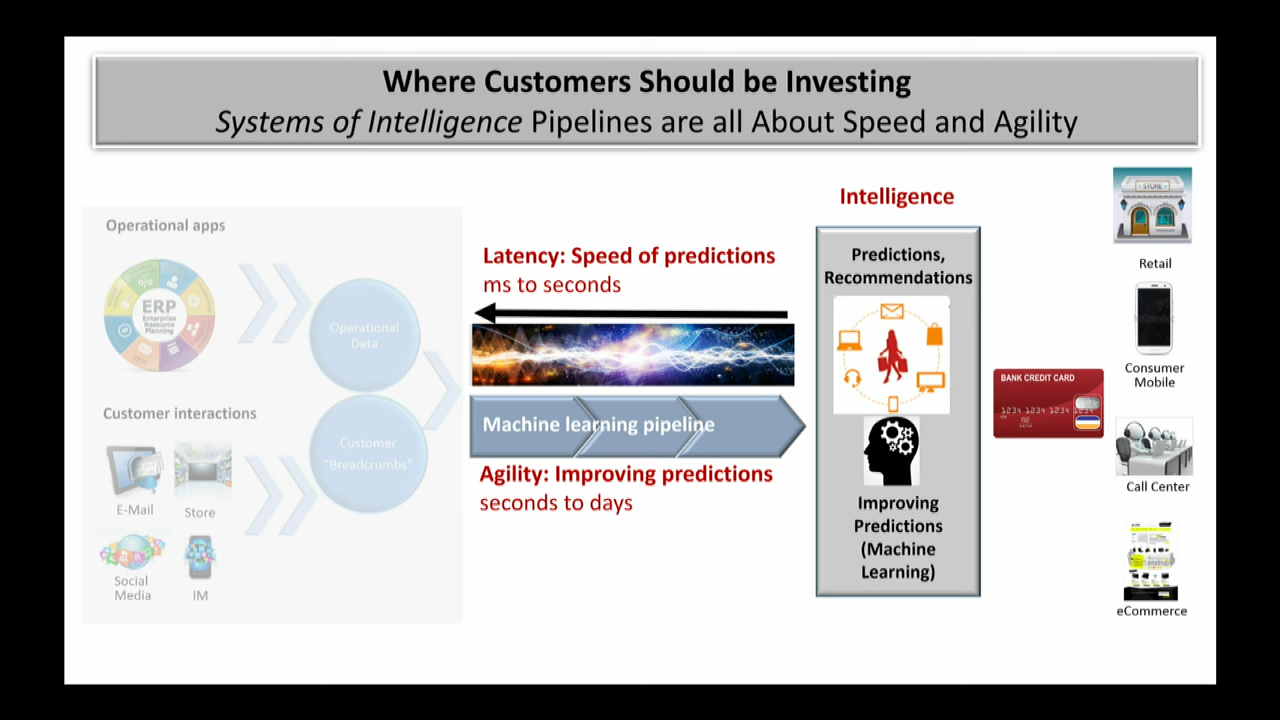 Where Customers Should be Investing
Systems of Intelligence Pipelines are all About Speed and Agility
Operational apps
ERP
Enterprise
Resource
Planning
Operational
Data
Customer interactions
Customer
"Breadcrumbs"
E-Mail
Store
Social
Media
IM
Latency: Speed of predictions
ms to seconds
Machine learning pipeline
Agility: Improving predictions
seconds to days
Intelligence
Predictions,
Recommendations
Improving
Predictions
(Machine
Learning)
BANK CREDIT CARD
1234 1234 1234 1234
STORE
Retail
Consumer
Mobile
Call Center
eCommerce